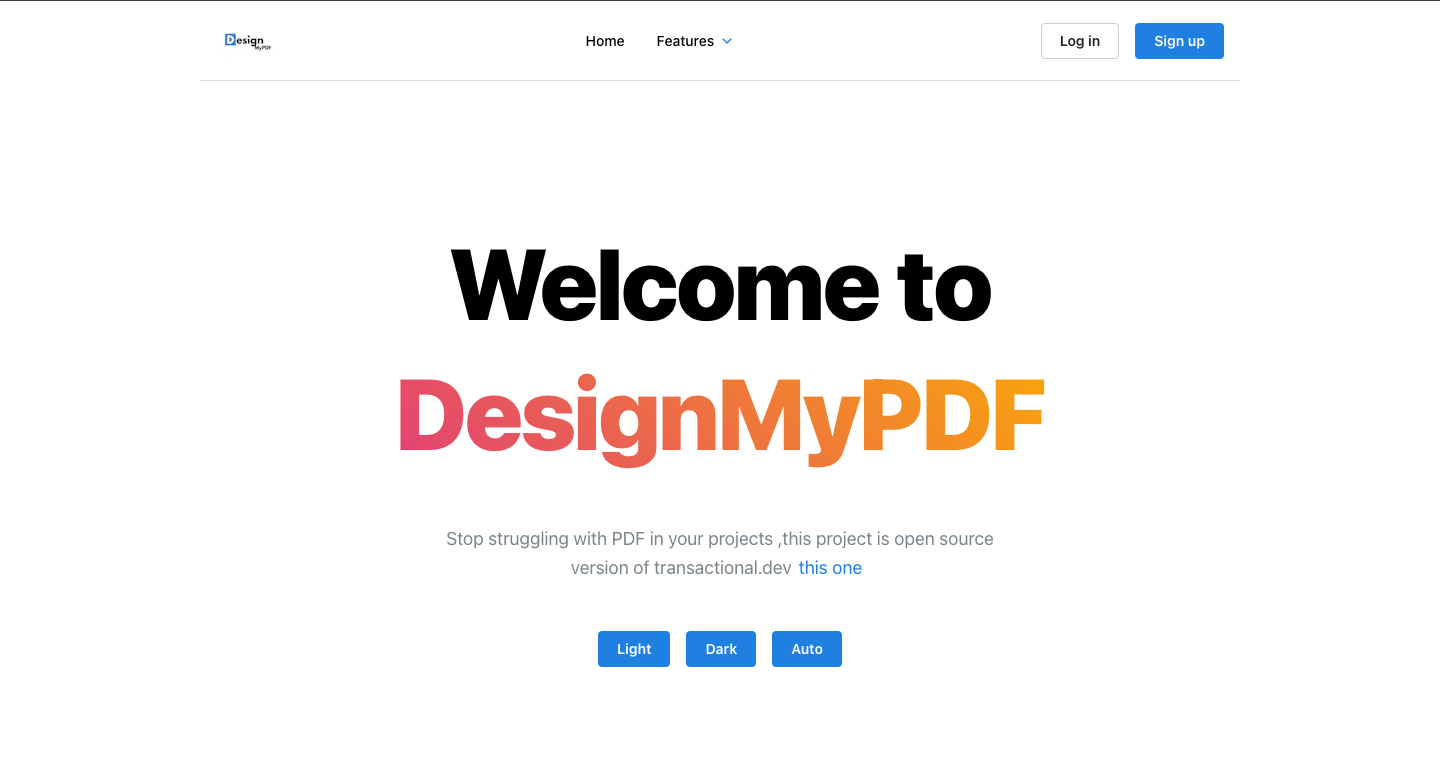 Design
MyPDF
Home
Features
Log in
Sign up
Welcome to
DesignMyPDF
Stop struggling with PDF in your projects ,this project is open source
version of transactional.dev this one
Light
Dark
Auto